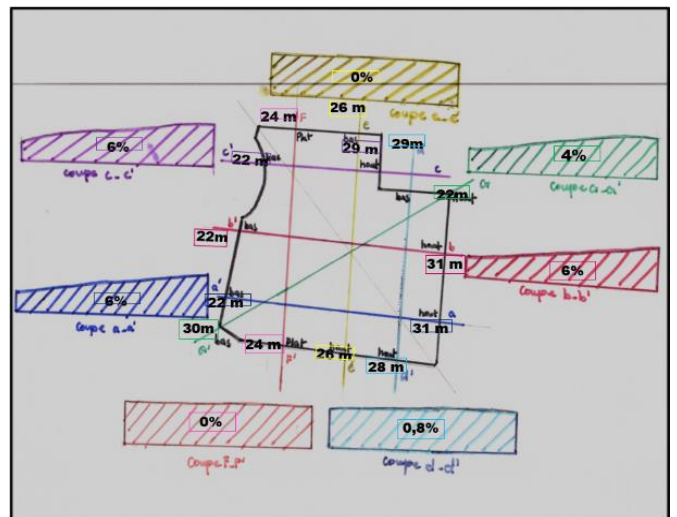 0%
26 m
24 m
F
coupe e-e'
e
Plat
bas
29 m
29m
d
6%
coupe c-c'
c'
22 m
bas
haut
c
4%
coupe G-G'
G
22m
haut
bas
b'
bas
22m
haut
b
31 m
6%
coupe b-b'
6%
coupe a-a'
a'
bas
22 m
haut
a
31 m
30m
G'
bas
24 m
Plat
F'
haut
26 m
e'
haut
28 m
d'
0%
coupe F-F'
0,8%
coupe d-d'